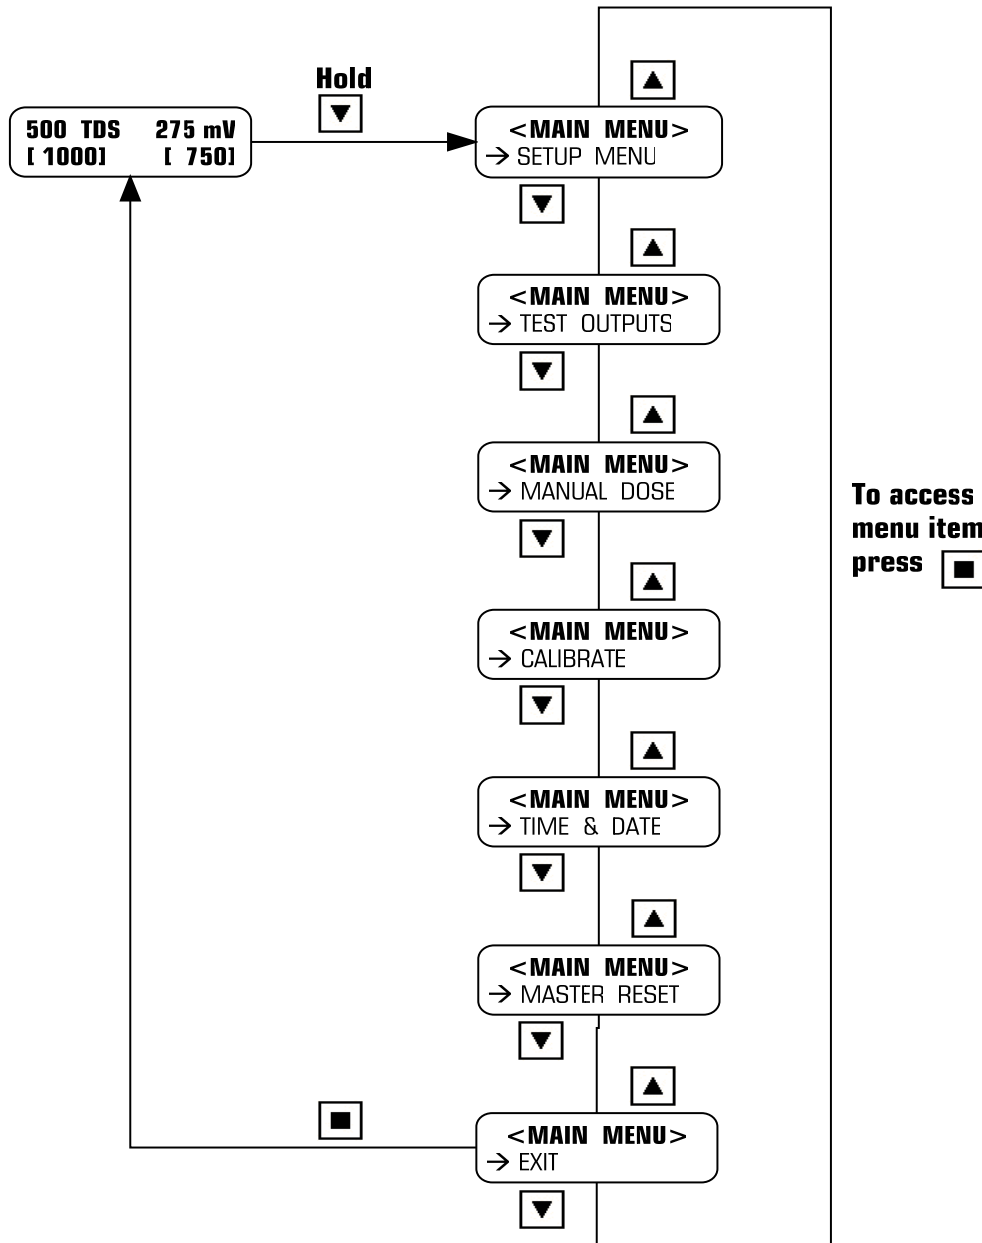 Hold
500 TDS 275 mV
[ 1000] [ 750]
<MAIN MENU>
→ SETUP MENU
<MAIN MENU>
→ TEST OUTPUTS
<MAIN MENU>
→ MANUAL DOSE
To access
menu item
press
<MAIN MENU>
→ CALIBRATE
<MAIN MENU>
→ TIME & DATE
<MAIN MENU>
→ MASTER RESET
<MAIN MENU>
→ EXIT